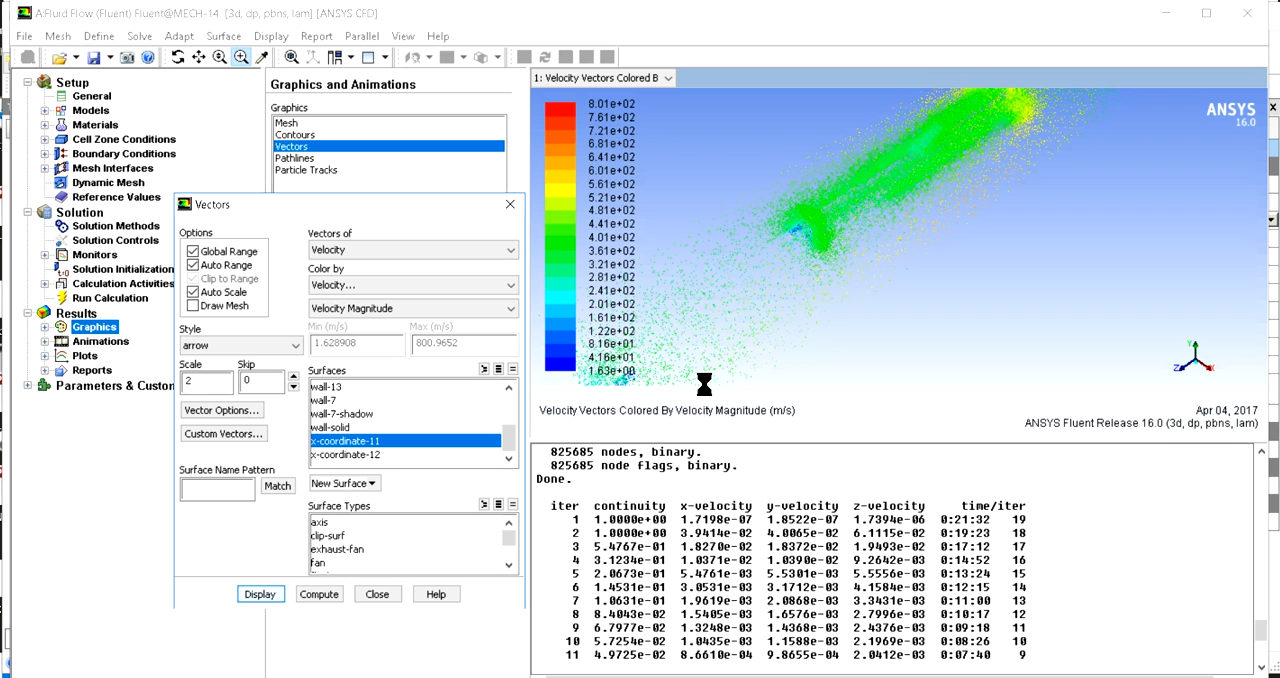 A:Fluid Flow (Fluent) Fluent@MECH-14 [3d, dp, pbns, lam] [ANSYS CFD]
File Mesh Define Solve Adapt Surface Display Report Parallel View Help
Setup
General
Models
Materials
Cell Zone Conditions
Boundary Conditions
Mesh Interfaces
Dynamic Mesh
Reference Values
Solution
Solution Methods
Solution Controls
Monitors
Solution Initialization
Calculation Activities
Run Calculation
Results
Graphics
Animations
Plots
Reports
Parameters & Custom
Graphics and Animations
Graphics
Mesh
Contours
Vectors
Pathlines
Particle Tracks
Vectors
Options
Global Range
Auto Range
Clip to Range
Auto Scale
Draw Mesh
Style
arrow
Scale Skip
2 0
Vector Options...
Custom Vectors...
Surface Name Pattern
Match
Vectors of
Velocity
Color by
Velocity...
Velocity Magnitude
Min (m/s) Max (m/s)
1.628908 800.9652
Surfaces
wall-13
wall-7
wall-7-shadow
wall-solid
x-coordinate-11
x-coordinate-12
New Surface
Surface Types
axis
clip-surf
exhaust-fan
fan
Display Compute Close Help
1: Velocity Vectors Colored B
8.01e+02
7.61e+02
7.21e+02
6.81e+02
6.41e+02
6.01e+02
5.61e+02
5.21e+02
4.81e+02
4.41e+02
4.01e+02
3.61e+02
3.21e+02
2.81e+02
2.41e+02
2.01e+02
1.61e+02
1.22e+02
8.16e+01
4.16e+01
1.63e+00
ANSYS
16.0
Y
Z X
Velocity Vectors Colored By Velocity Magnitude (m/s)
Apr 04, 2017
ANSYS Fluent Release 16.0 (3d, dp, pbns, lam)
825685 nodes, binary.
825685 node flags, binary.
Done.
iter continuity x-velocity y-velocity z-velocity time/iter
1 1.0000e+00 1.7198e-07 1.8522e-07 1.7394e-06 0:21:32 19
2 1.0000e+00 3.9414e-02 4.0065e-02 6.1115e-02 0:19:23 18
3 5.4767e-01 1.8270e-02 1.8372e-02 1.9493e-02 0:17:12 17
4 3.1234e-01 1.0371e-02 1.0390e-02 9.2643e-03 0:14:52 16
5 2.0673e-01 5.4761e-03 5.5301e-03 5.5556e-03 0:13:24 15
6 1.4531e-01 3.0531e-03 3.1712e-03 4.1584e-03 0:12:15 14
7 1.0631e-01 1.9619e-03 2.0868e-03 3.3431e-03 0:11:00 13
8 8.4043e-02 1.5405e-03 1.6576e-03 2.7996e-03 0:10:17 12
9 6.7977e-02 1.3248e-03 1.4368e-03 2.4376e-03 0:09:18 11
10 5.7254e-02 1.0435e-03 1.1588e-03 2.1969e-03 0:08:26 10
11 4.9725e-02 8.6610e-04 9.8655e-04 2.0412e-03 0:07:40 9